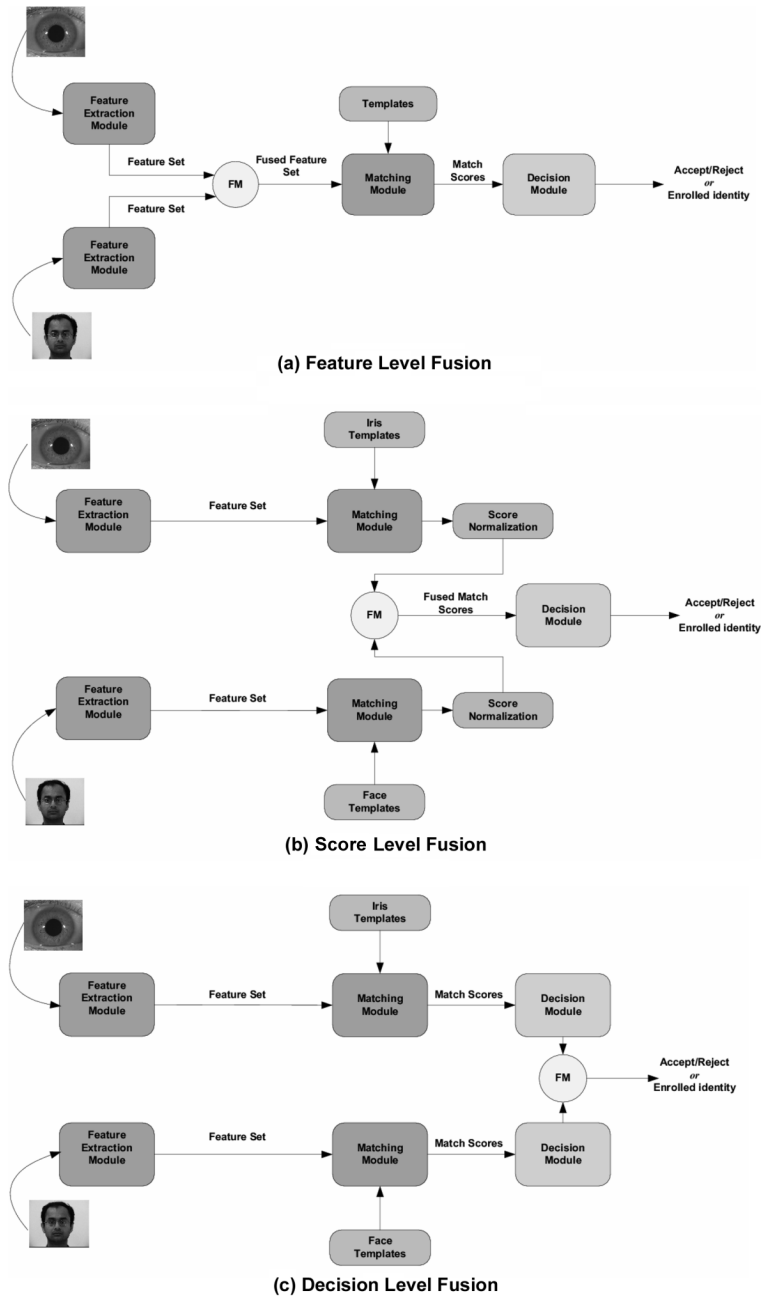 Feature
Extraction
Module
Templates
Feature Set
Fused Feature
Set
Match
Scores
FM
Matching
Module
Decision
Module
Accept/Reject
or
Enrolled identity
Feature Set
Feature
Extraction
Module
(a) Feature Level Fusion
Iris
Templates
Feature
Extraction
Module
Feature Set
Matching
Module
Score
Normalization
FM
Fused Match
Scores
Decision
Module
Accept/Reject
or
Enrolled identity
Feature
Extraction
Module
Feature Set
Matching
Module
Score
Normalization
Face
Templates
(b) Score Level Fusion
Iris
Templates
Feature
Extraction
Module
Feature Set
Matching
Module
Match Scores
Decision
Module
FM
Accept/Reject
or
Enrolled identity
Feature
Extraction
Module
Feature Set
Matching
Module
Match Scores
Decision
Module
Face
Templates
(c) Decision Level Fusion